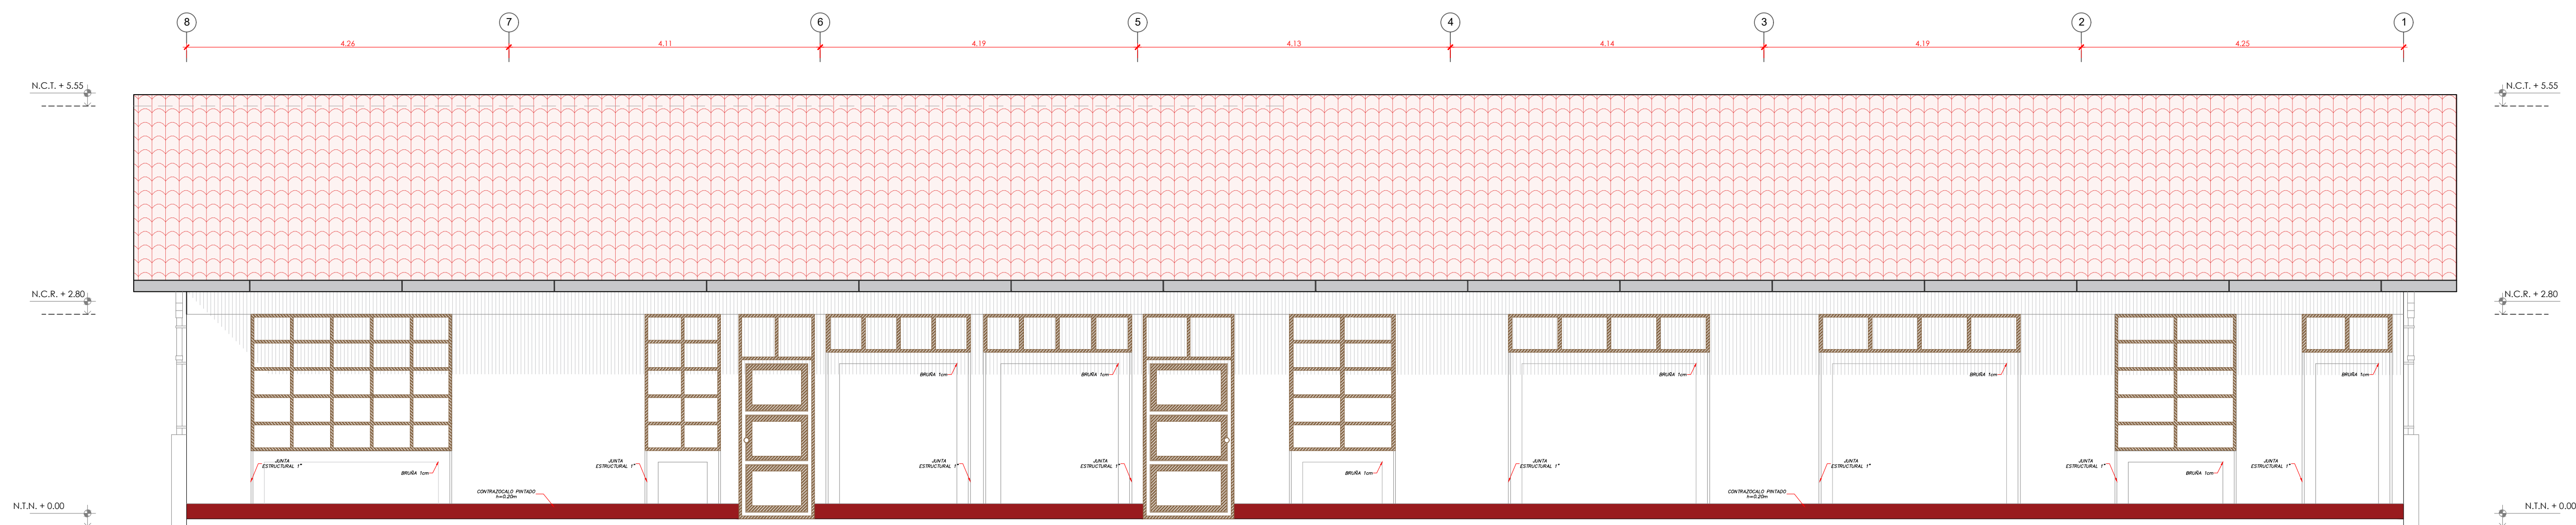 8 7 6 5 4 3 2 1
4.26 4.11 4.19 4.13 4.14 4.19 4.25
N.C.T. + 5.55
N.C.T. + 5.55
N.C.R. + 2.80
N.C.R. + 2.80
BRUÑA 1cm
BRUÑA 1cm
BRUÑA 1cm
BRUÑA 1cm
BRUÑA 1cm
JUNTA
ESTRUCTURAL 1"
BRUÑA 1cm
JUNTA
ESTRUCTURAL 1"
JUNTA
ESTRUCTURAL 1"
JUNTA
ESTRUCTURAL 1"
BRUÑA 1cm
JUNTA
ESTRUCTURAL 1"
JUNTA
ESTRUCTURAL 1"
JUNTA
ESTRUCTURAL 1"
BRUÑA 1cm
JUNTA
ESTRUCTURAL 1"
CONTRAZOCALO PINTADO
h=0.20m
CONTRAZOCALO PINTADO
h=0.20m
N.T.N. + 0.00
N.T.N. + 0.00